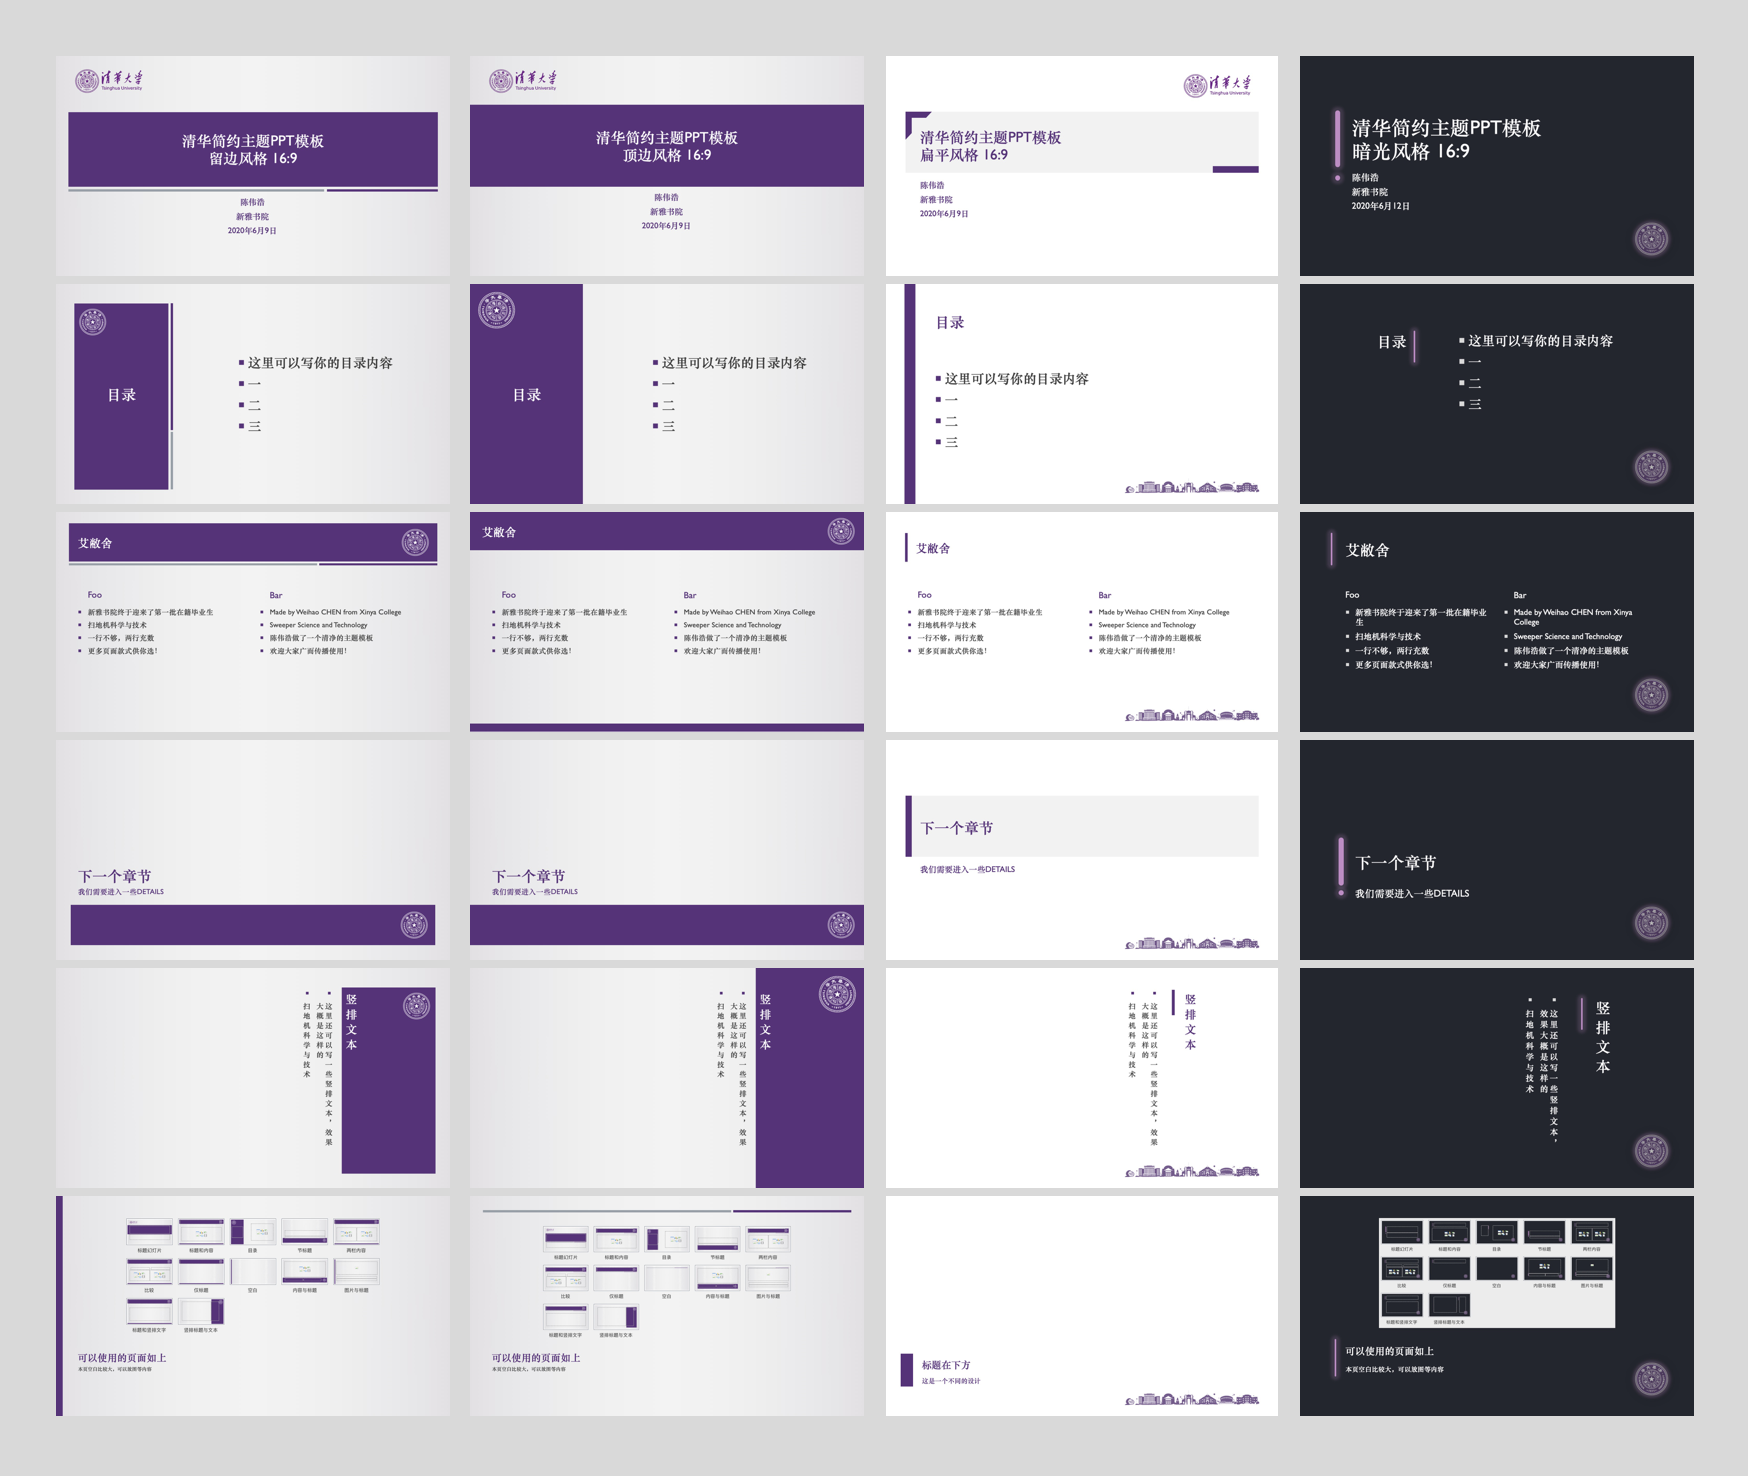 清华大学
Tsinghua University
清华简约主题PPT模板
留边风格 16:9
陈伟浩
新雅书院
2020年6月9日
清华大学
Tsinghua University
清华简约主题PPT模板
顶边风格 16:9
陈伟浩
新雅书院
2020年6月9日
清华大学
Tsinghua University
清华简约主题PPT模板
扁平风格 16:9
陈伟浩
新雅书院
2020年6月9日
清华简约主题PPT模板
暗光风格 16:9
陈伟浩
新雅书院
2020年6月12日
目录
这里可以写你的目录内容
一
二
三
目录
这里可以写你的目录内容
一
二
三
目录
这里可以写你的目录内容
一
二
三
目录
这里可以写你的目录内容
一
二
三
艾敝舍
Foo
新雅书院终于迎来了第一批在籍毕业生
扫地机科学与技术
一行不够，两行充数
更多页面款式供你选！
Bar
Made by Weihao CHEN from Xinya College
Sweeper Science and Technology
陈伟浩做了一个清净的主题模板
欢迎大家广而传播使用！
艾敝舍
Foo
新雅书院终于迎来了第一批在籍毕业生
扫地机科学与技术
一行不够，两行充数
更多页面款式供你选！
Bar
Made by Weihao CHEN from Xinya College
Sweeper Science and Technology
陈伟浩做了一个清净的主题模板
欢迎大家广而传播使用！
艾敝舍
Foo
新雅书院终于迎来了第一批在籍毕业生
扫地机科学与技术
一行不够，两行充数
更多页面款式供你选！
Bar
Made by Weihao CHEN from Xinya College
Sweeper Science and Technology
陈伟浩做了一个清净的主题模板
欢迎大家广而传播使用！
艾敝舍
Foo
新雅书院终于迎来了第一批在籍毕业
生
扫地机科学与技术
一行不够，两行充数
更多页面款式供你选！
Bar
Made by Weihao CHEN from Xinya
College
Sweeper Science and Technology
陈伟浩做了一个清净的主题模板
欢迎大家广而传播使用！
下一个章节
我们需要进入一些DETAILS
下一个章节
我们需要进入一些DETAILS
下一个章节
我们需要进入一些DETAILS
下一个章节
我们需要进入一些DETAILS
竖排文本
这里还可以写一些竖排文本，效果
大概是这样的
扫地机科学与技术
竖排文本
这里还可以写一些竖排文本，效果
大概是这样的
扫地机科学与技术
竖排文本
这里还可以写一些竖排文本，效果
大概是这样的
扫地机科学与技术
竖排文本
这里还可以写一些竖排文本，
效果大概是这样的
扫地机科学与技术
标题幻灯片 标题和内容 目录 节标题 两栏内容
比较 仅标题 空白 内容与标题 图片与标题
标题和竖排文字 竖排标题与文本
可以使用的页面如上
本页空白比较大，可以放图等内容
标题幻灯片 标题和内容 目录 节标题 两栏内容
比较 仅标题 空白 内容与标题 图片与标题
标题和竖排文字 竖排标题与文本
可以使用的页面如上
本页空白比较大，可以放图等内容
标题在下方
这是一个不同的设计
标题幻灯片 标题和内容 目录 节标题 两栏内容
比较 仅标题 空白 内容与标题 图片与标题
标题和竖排文字 竖排标题与文本
可以使用的页面如上
本页空白比较大，可以放图等内容